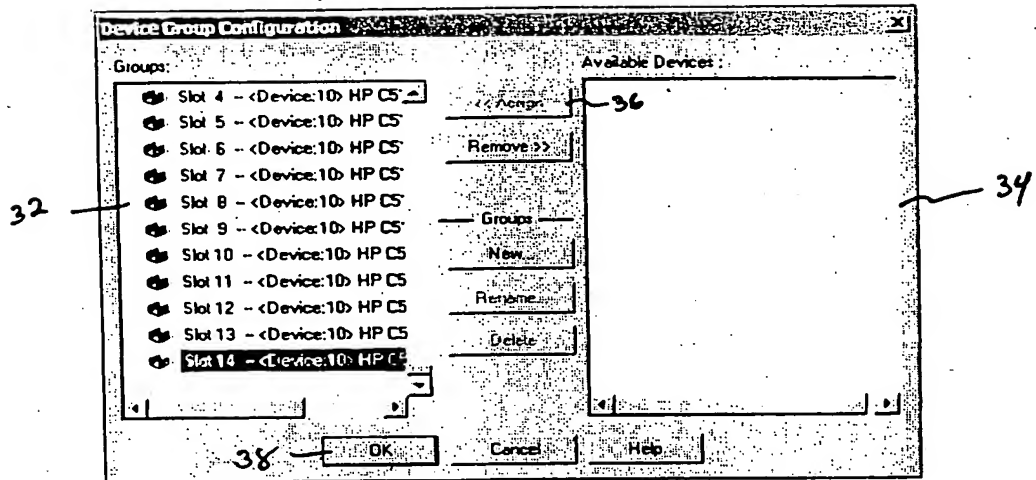 Device Group Configuration
Groups:
Available Devices :
Slot 4 -- <Device:10> HP C5
<< Assign
36
Slot 5 -- <Device:10> HP C5
Slot 6 -- <Device:10> HP C5
Remove >>
Slot 7 -- <Device:10> HP C5
32
34
Slot 8 -- <Device:10> HP C5
Slot 9 -- <Device:10> HP C5
Groups
Slot 10 -- <Device:10> HP C5
New...
Slot 11 -- <Device:10> HP C5
Slot 12 -- <Device:10> HP C5
Rename...
Slot 13 -- <Device:10> HP C5
Delete
Slot 14 -- <Device:10> HP C5
38
OK
Cancel
Help